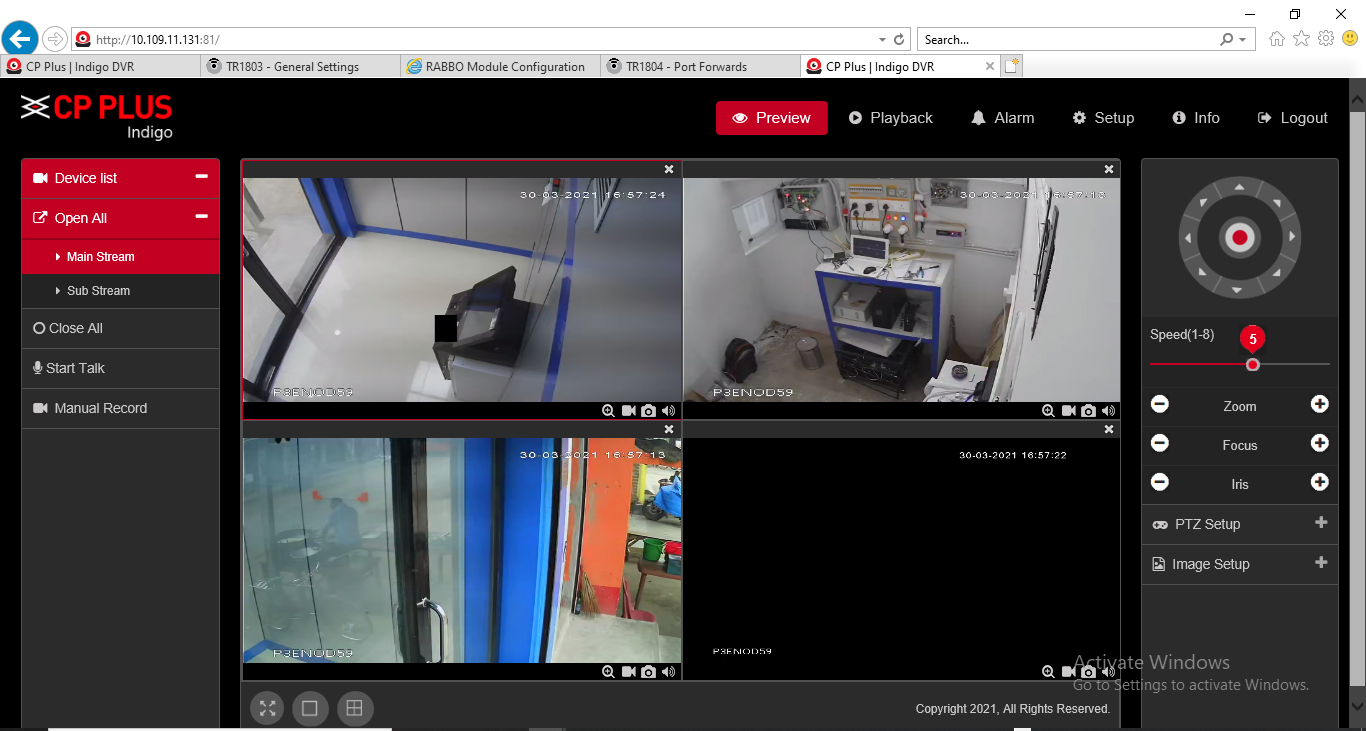 http://10.109.11.131:81/
Search...
CP Plus | Indigo DVR
TR1803 - General Settings
RABBO Module Configuration
TR1804 - Port Forwards
CP Plus | Indigo DVR
CP PLUS
Indigo
Preview
Playback
Alarm
Setup
Info
Logout
Device list
Open All
Main Stream
Sub Stream
Close All
Start Talk
Manual Record
30-03-2021 16:57:24
P3ENOD59
30-03-2021 16:57:18
P3ENOD59
30-03-2021 16:57:13
P3ENOD59
30-03-2021 16:57:22
P3ENOD59
Speed(1-8)
5
Zoom
Focus
Iris
PTZ Setup
Image Setup
Activate Windows
Go to Settings to activate Windows.
Copyright 2021, All Rights Reserved.